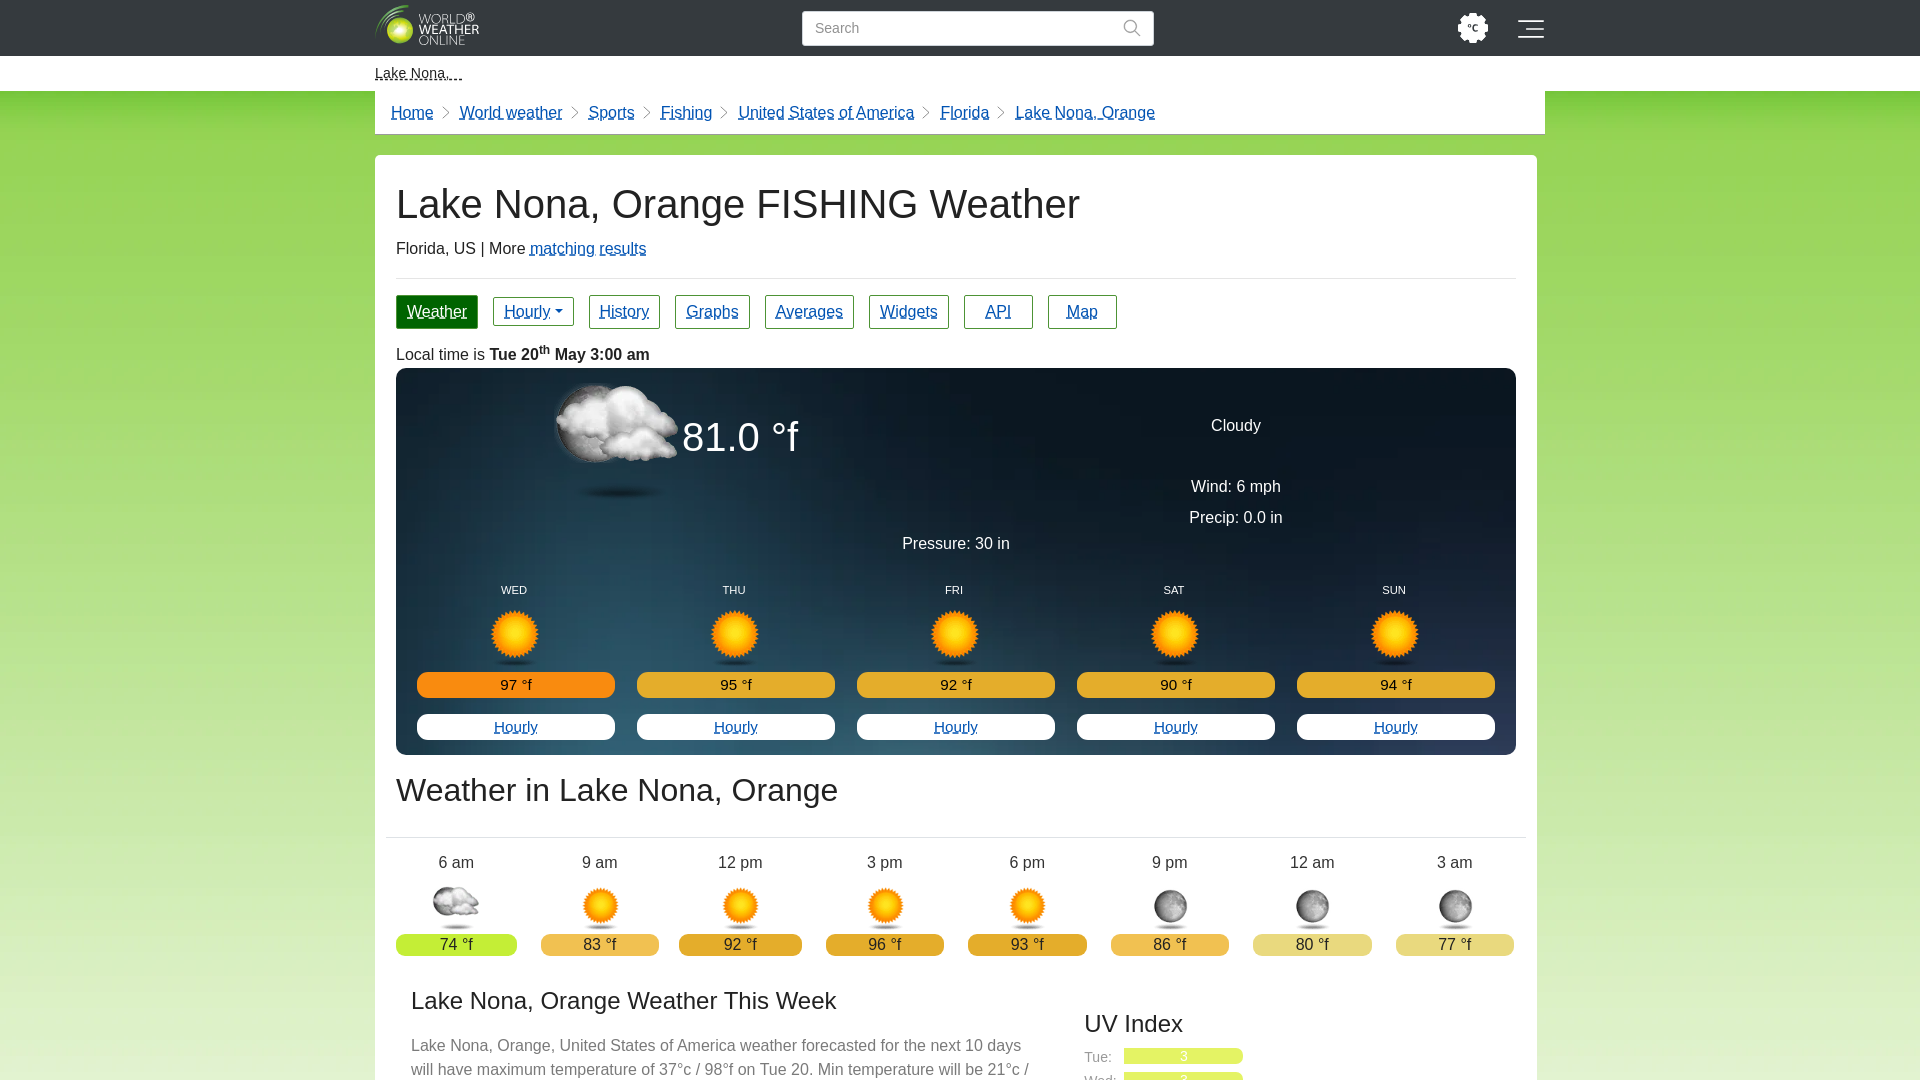 WORLD®
WEATHER
ONLINE
Search
°C
Lake Nona,
Home
World weather
Sports
Fishing
United States of America
Florida
Lake Nona, Orange
Lake Nona, Orange FISHING Weather
Florida, US | More matching results
Weather
Hourly
History
Graphs
Averages
Widgets
API
Map
Local time is Tue 20th May 3:00 am
81.0 °f
Cloudy
Wind: 6 mph
Precip: 0.0 in
Pressure: 30 in
WED
THU
FRI
SAT
SUN
97 °f
95 °f
92 °f
90 °f
94 °f
Hourly
Hourly
Hourly
Hourly
Hourly
Weather in Lake Nona, Orange
6 am
9 am
12 pm
3 pm
6 pm
9 pm
12 am
3 am
74 °f
83 °f
92 °f
96 °f
93 °f
86 °f
80 °f
77 °f
Lake Nona, Orange Weather This Week
Lake Nona, Orange, United States of America weather forecasted for the next 10 days
will have maximum temperature of 37°c / 98°f on Tue 20. Min temperature will be 21°c /
UV Index
Tue:
3
Wed:
3